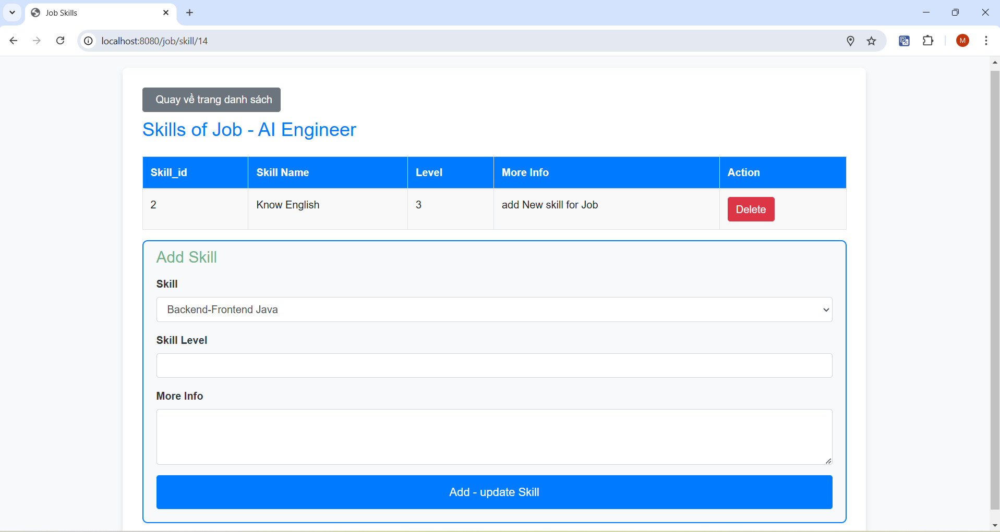 Job Skills
localhost:8080/job/skill/14
M
Quay về trang danh sách
Skills of Job - AI Engineer
Skill_id Skill Name Level More Info Action
2 Know English 3 add New skill for Job Delete
Add Skill
Skill
Backend-Frontend Java
Skill Level
More Info
Add - update Skill